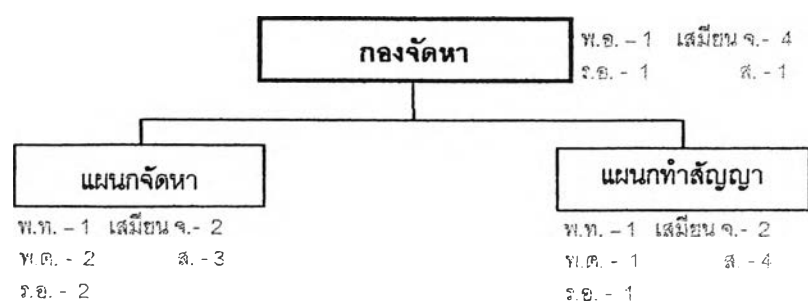 กองจัดหา
พ.อ. – 1 เสมียน จ.- 4
ร.อ. - 1 ส. - 1
แผนกจัดหา
พ.ท. – 1 เสมียน จ.- 2
พ.ต. - 2 ส. - 3
ร.อ. - 2
แผนกทำสัญญา
พ.ท. – 1 เสมียน จ.- 2
พ.ต. - 1 ส. - 4
ร.อ. - 1